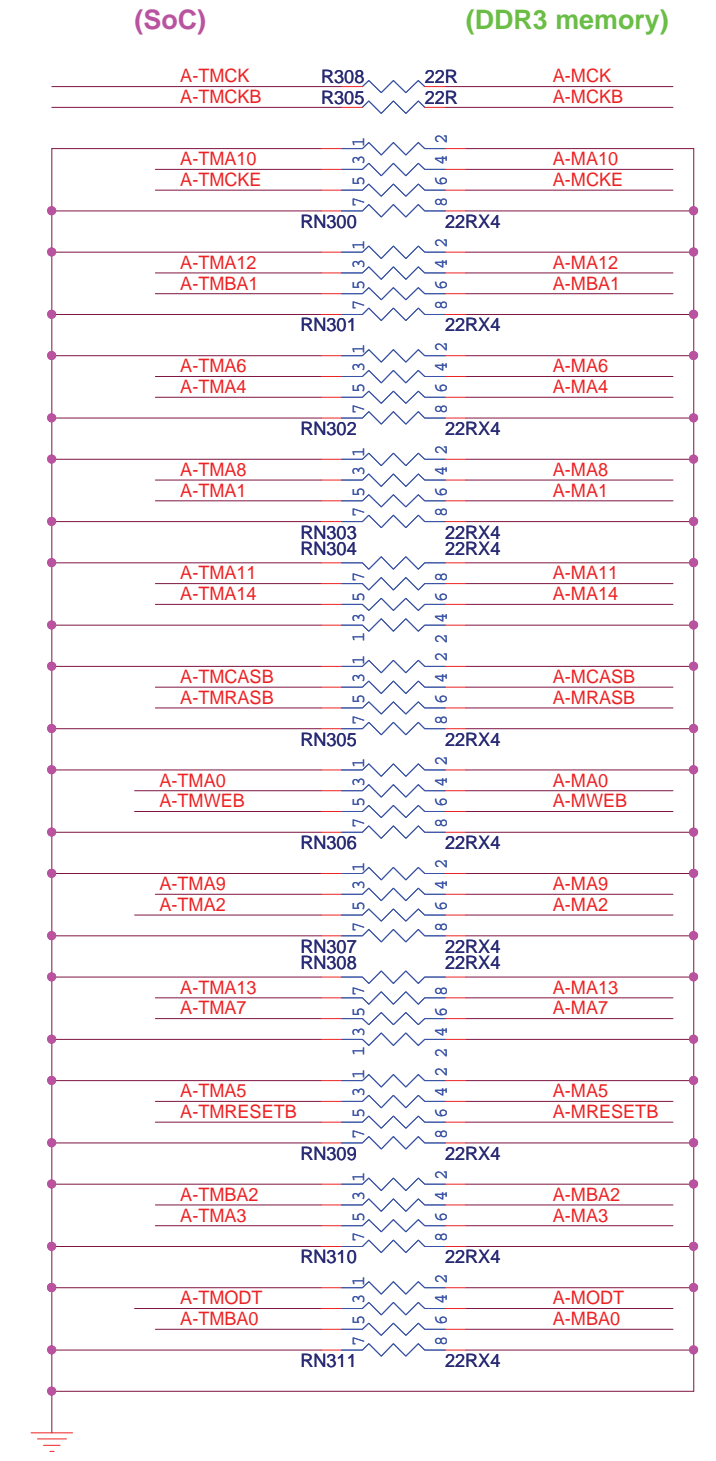 (SoC) (DDR3 memory)
A-TMCK R308 22R A-MCK
A-TMCKB R305 22R A-MCKB
1 2
A-TMA10 3 4 A-MA10
A-TMCKE 5 6 A-MCKE
7 8
RN300 22RX4
1 2
A-TMA12 3 4 A-MA12
A-TMBA1 5 6 A-MBA1
7 8
RN301 22RX4
1 2
A-TMA6 3 4 A-MA6
A-TMA4 5 6 A-MA4
7 8
RN302 22RX4
1 2
A-TMA8 3 4 A-MA8
A-TMA1 5 6 A-MA1
7 8
RN303 22RX4
RN304 22RX4
A-TMA11 7 8 A-MA11
A-TMA14 5 6 A-MA14
3 4
1 2
1 2
A-TMCASB 3 4 A-MCASB
A-TMRASB 5 6 A-MRASB
7 8
RN305 22RX4
1 2
A-TMA0 3 4 A-MA0
A-TMWEB 5 6 A-MWEB
7 8
RN306 22RX4
1 2
A-TMA9 3 4 A-MA9
A-TMA2 5 6 A-MA2
7 8
RN307 22RX4
RN308 22RX4
A-TMA13 7 8 A-MA13
A-TMA7 5 6 A-MA7
3 4
1 2
1 2
A-TMA5 3 4 A-MA5
A-TMRESETB 5 6 A-MRESETB
7 8
RN309 22RX4
1 2
A-TMBA2 3 4 A-MBA2
A-TMA3 5 6 A-MA3
7 8
RN310 22RX4
1 2
A-TMODT 3 4 A-MODT
A-TMBA0 5 6 A-MBA0
7 8
RN311 22RX4